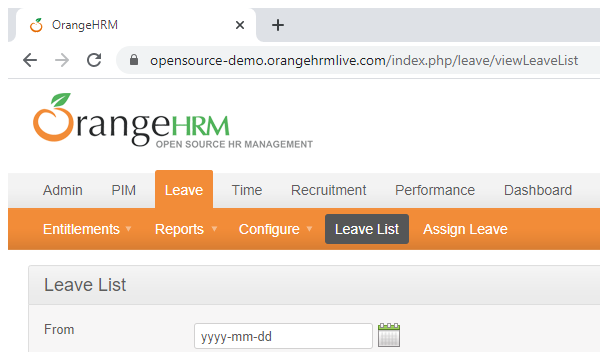 OrangeHRM
opensource-demo.orangehrmlive.com/index.php/leave/viewLeaveList
OrangeHRM
OPEN SOURCE HR MANAGEMENT
Admin PIM Leave Time Recruitment Performance Dashboard
Entitlements Reports Configure Leave List Assign Leave
Leave List
From yyyy-mm-dd